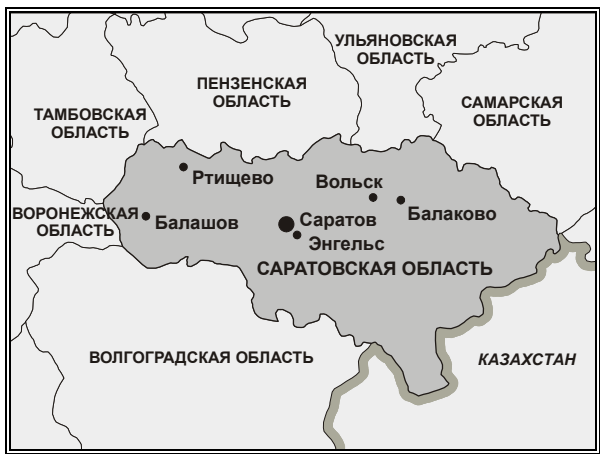 УЛЬЯНОВСКАЯ
ОБЛАСТЬ
ПЕНЗЕНСКАЯ
ОБЛАСТЬ
САМАРСКАЯ
ОБЛАСТЬ
ТАМБОВСКАЯ
ОБЛАСТЬ
Ртищево
Вольск
Балаково
ВОРОНЕЖСКАЯ
ОБЛАСТЬ
Балашов
Саратов
Энгельс
САРАТОВСКАЯ ОБЛАСТЬ
ВОЛГОГРАДСКАЯ ОБЛАСТЬ
КАЗАХСТАН